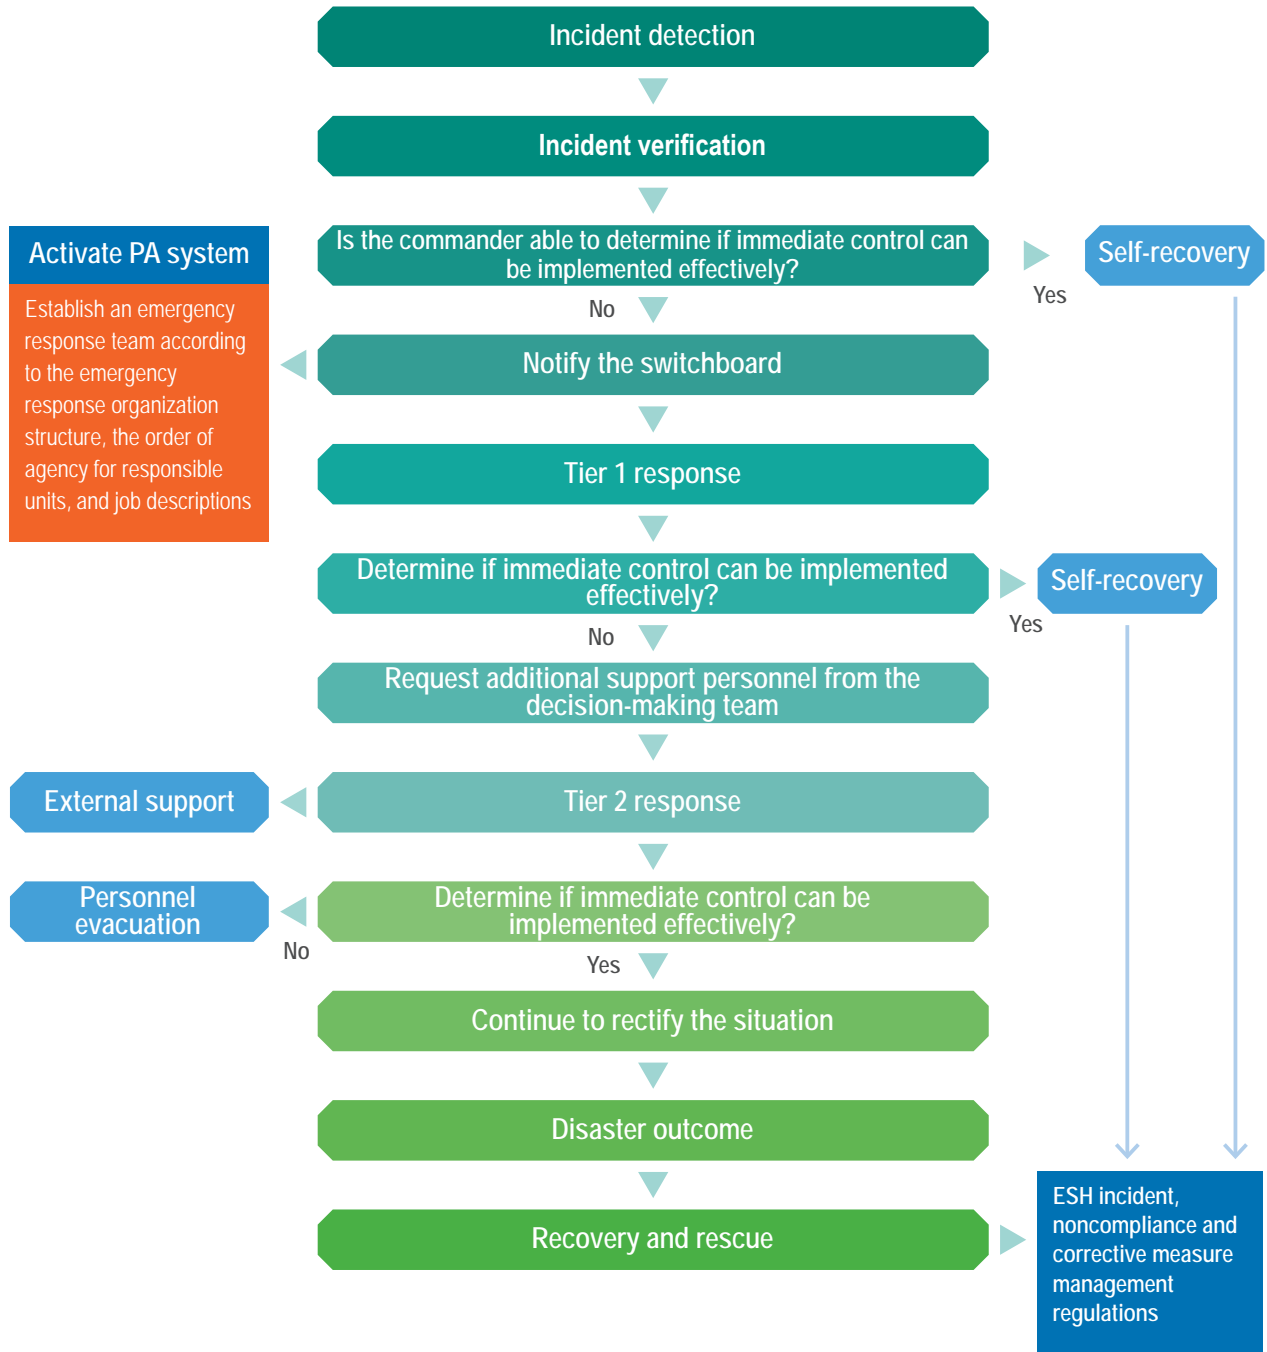 Incident detection
Incident verification
Is the commander able to determine if immediate control can
be implemented effectively?
Yes
Self-recovery
No
Activate PA system
Establish an emergency
response team according
to the emergency
response organization
structure, the order of
agency for responsible
units, and job descriptions
Notify the switchboard
Tier 1 response
Determine if immediate control can be implemented
effectively?
Yes
Self-recovery
No
Request additional support personnel from the
decision-making team
External support
Tier 2 response
Personnel
evacuation
No
Determine if immediate control can be
implemented effectively?
Yes
Continue to rectify the situation
Disaster outcome
Recovery and rescue
ESH incident,
noncompliance and
corrective measure
management
regulations